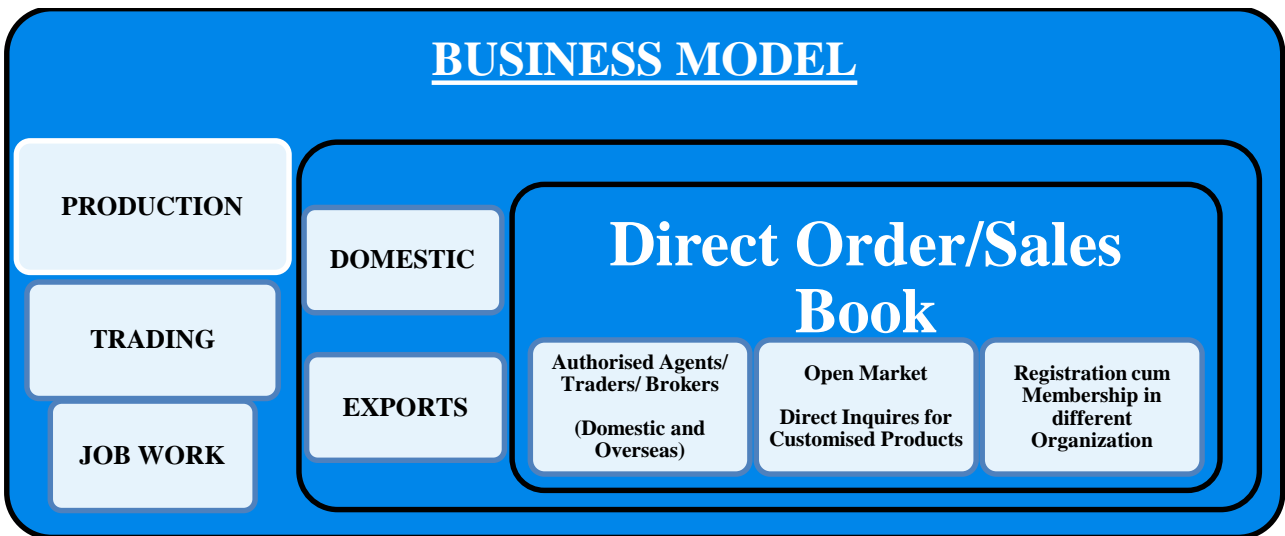 BUSINESS MODEL
PRODUCTION
TRADING
JOB WORK
DOMESTIC
EXPORTS
Direct Order/Sales
Book
Authorised Agents/
Traders/ Brokers
(Domestic and
Overseas)
Open Market
Direct Inquires for
Customised Products
Registration cum
Membership in
different
Organization